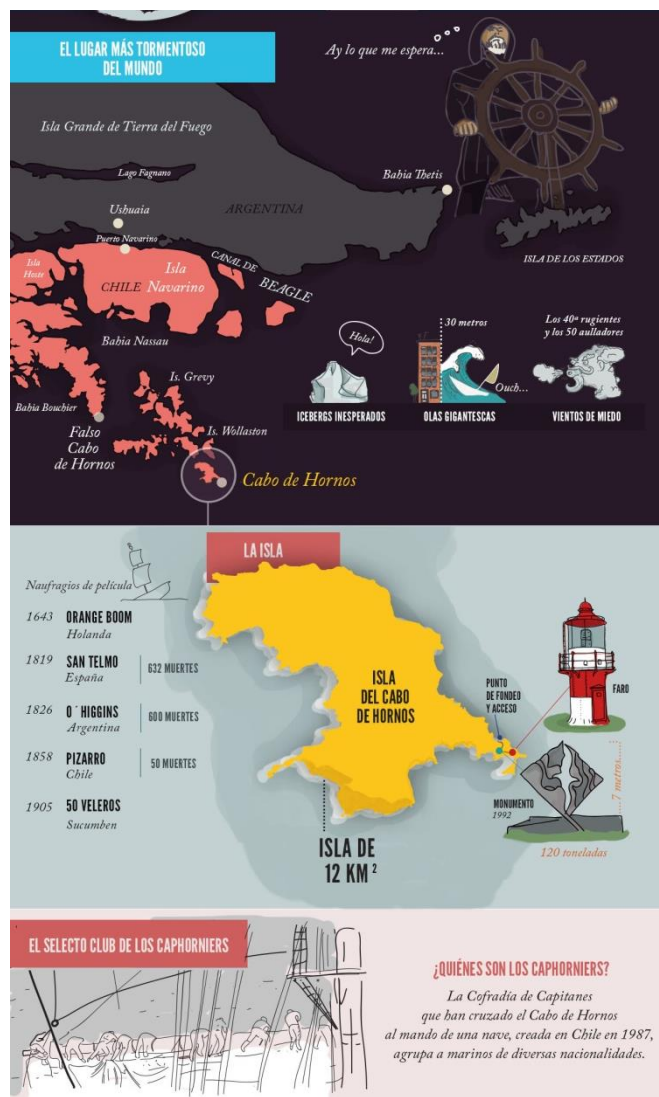 EL LUGAR MÁS TORMENTOSO
DEL MUNDO
Ay lo que me espera...
Isla Grande de Tierra del Fuego
Lago Fagnano
Bahia Thetis
Ushuaia
ARGENTINA
Puerto Navarino
ISLA DE LOS ESTADOS
Isla
Hoste
Isla
CHILE Navarino
CANAL DE
BEAGLE
Bahia Nassau
Hola!
30 metros
Ouch...
Los 40ª rugientes
y los 50 aulladores
ICEBERGS INESPERADOS
OLAS GIGANTESCAS
VIENTOS DE MIEDO
Is. Grevy
Bahia Bouchier
Falso
Cabo
de Hornos
Is. Wollaston
Cabo de Hornos
LA ISLA
Naufragios de película
1643 ORANGE BOOM
Holanda
1819 SAN TELMO
España
632 MUERTES
1826 O´HIGGINS
Argentina
600 MUERTES
1858 PIZARRO
Chile
50 MUERTES
1905 50 VELEROS
Sucumben
ISLA
DEL CABO
DE HORNOS
PUNTO
DE FONDEO
Y ACCESO
FARO
MONUMENTO
1992
7 metros
120 toneladas
ISLA DE
12 KM²
EL SELECTO CLUB DE LOS CAPHORNIERS
¿QUIÉNES SON LOS CAPHORNIERS?
La Cofradía de Capitanes
que han cruzado el Cabo de Hornos
al mando de una nave, creada en Chile en 1987,
agrupa a marinos de diversas nacionalidades.